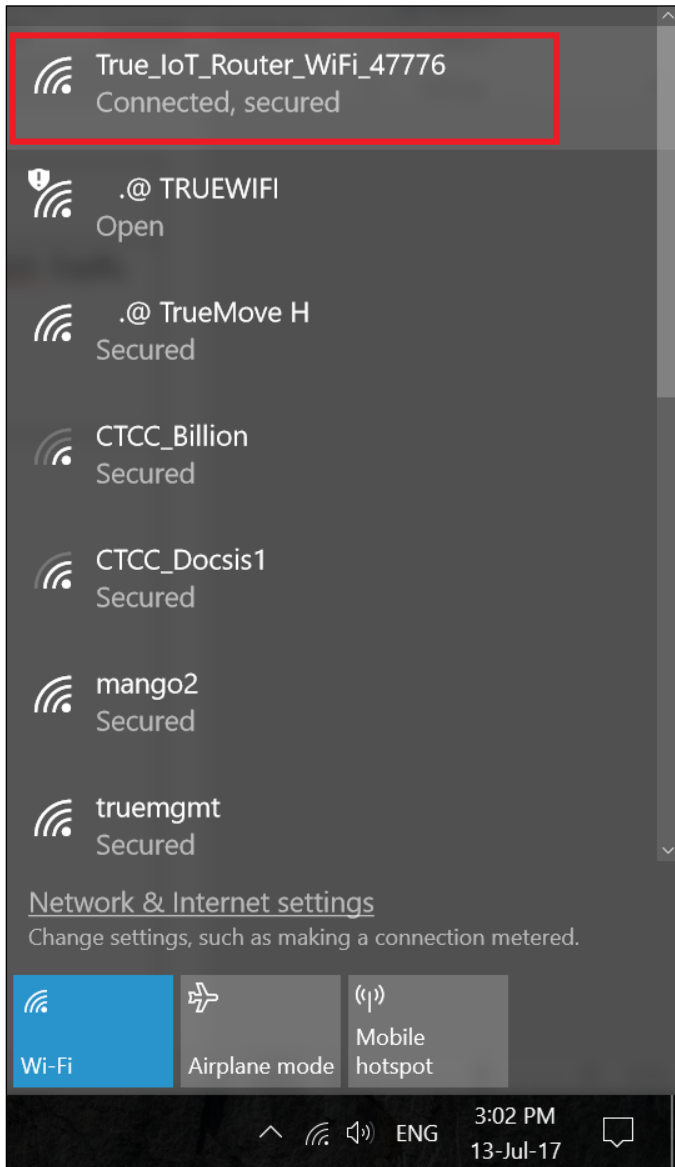 True_IoT_Router_WiFi_47776
Connected, secured
.@ TRUEWIFI
Open
.@ TrueMove H
Secured
CTCC_Billion
Secured
CTCC_Docsis1
Secured
mango2
Secured
truemgmt
Secured
Network & Internet settings
Change settings, such as making a connection metered.
Wi-Fi
Airplane mode
Mobile
hotspot
ENG
3:02 PM
13-Jul-17